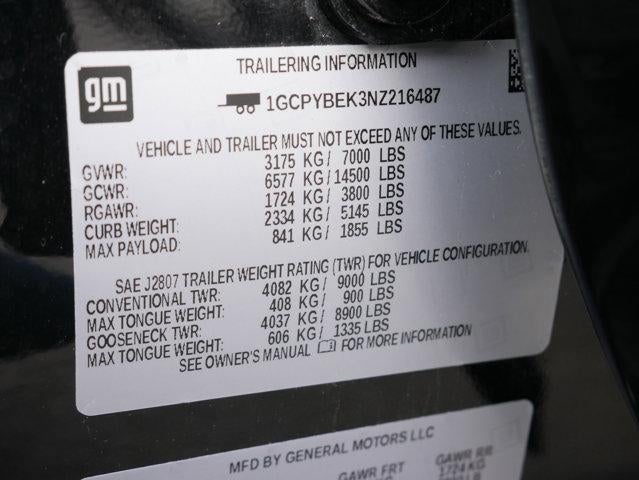 gm
TRAILERING INFORMATION
1GCPYBEK3NZ216487
VEHICLE AND TRAILER MUST NOT EXCEED ANY OF THESE VALUES.
GVWR: 3175 KG/ 7000 LBS
GCWR: 6577 KG/ 14500 LBS
RGAWR: 1724 KG/ 3800 LBS
CURB WEIGHT: 2334 KG/ 5145 LBS
MAX PAYLOAD: 841 KG/ 1855 LBS
SAE J2807 TRAILER WEIGHT RATING (TWR) FOR VEHICLE CONFIGURATION.
CONVENTIONAL TWR: 4082 KG/ 9000 LBS
MAX TONGUE WEIGHT: 408 KG/ 900 LBS
GOOSENECK TWR: 4037 KG/ 8900 LBS
MAX TONGUE WEIGHT: 606 KG/ 1335 LBS
SEE OWNER'S MANUAL FOR MORE INFORMATION
MFD BY GENERAL MOTORS LLC
GAWR FRT GAWR RR
1724 KG